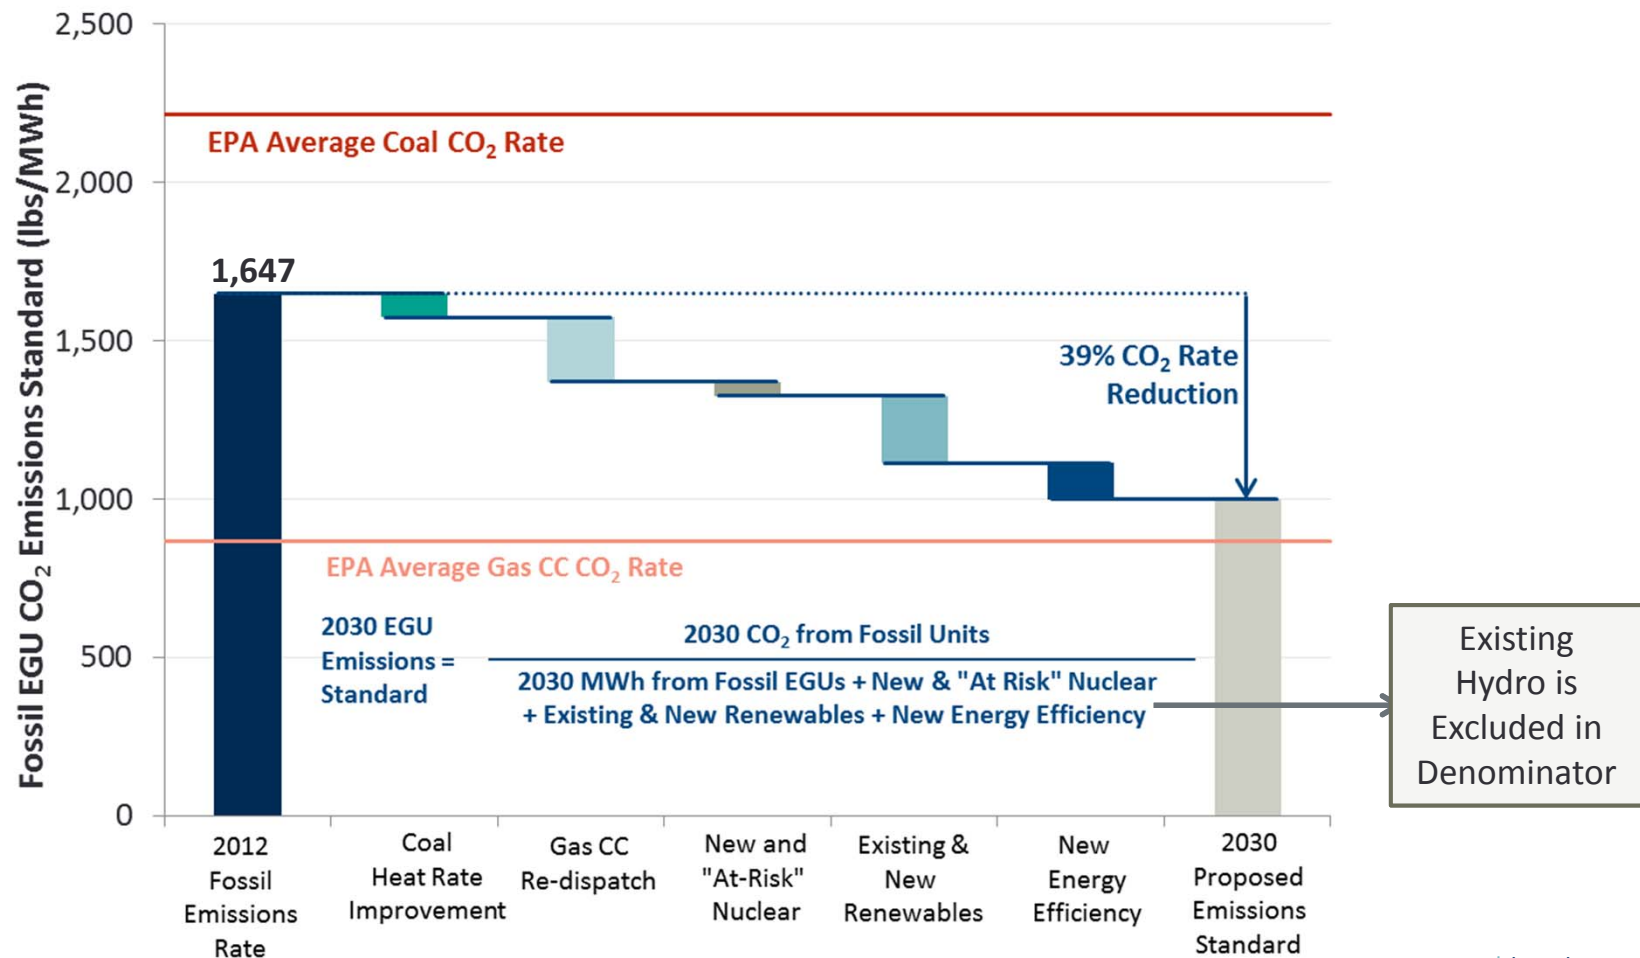 Fossil EGU CO₂ Emissions Standard (lbs/MWh)
2,500
2,000
1,500
1,000
500
0
EPA Average Coal CO₂ Rate
1,647
39% CO₂ Rate
Reduction
EPA Average Gas CC CO₂ Rate
2030 EGU
Emissions =
Standard
2030 CO₂ from Fossil Units
2030 MWh from Fossil EGUs + New & "At Risk" Nuclear
+ Existing & New Renewables + New Energy Efficiency
Existing
Hydro is
Excluded in
Denominator
2012
Fossil
Emissions
Rate
Coal
Heat Rate
Improvement
Gas CC
Re-dispatch
New and
"At-Risk"
Nuclear
Existing &
New
Renewables
New
Energy
Efficiency
2030
Proposed
Emissions
Standard